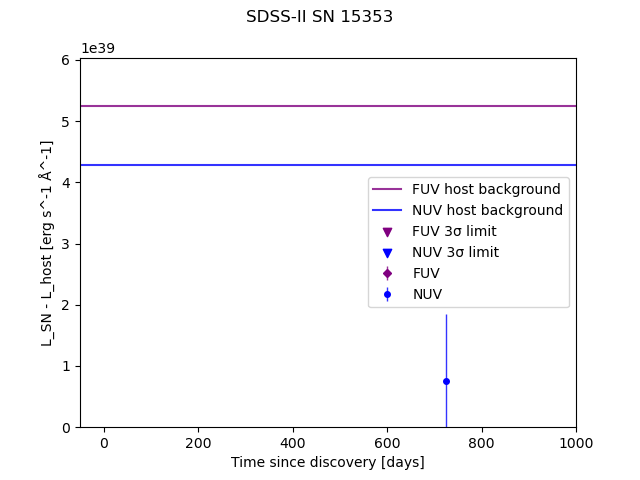 SDSS-II SN 15353
1e39
6
5
4
3
2
1
0
L_SN - L_host [erg s^-1 Å^-1]
FUV host background
NUV host background
FUV 3σ limit
NUV 3σ limit
FUV
NUV
0 200 400 600 800 1000
Time since discovery [days]